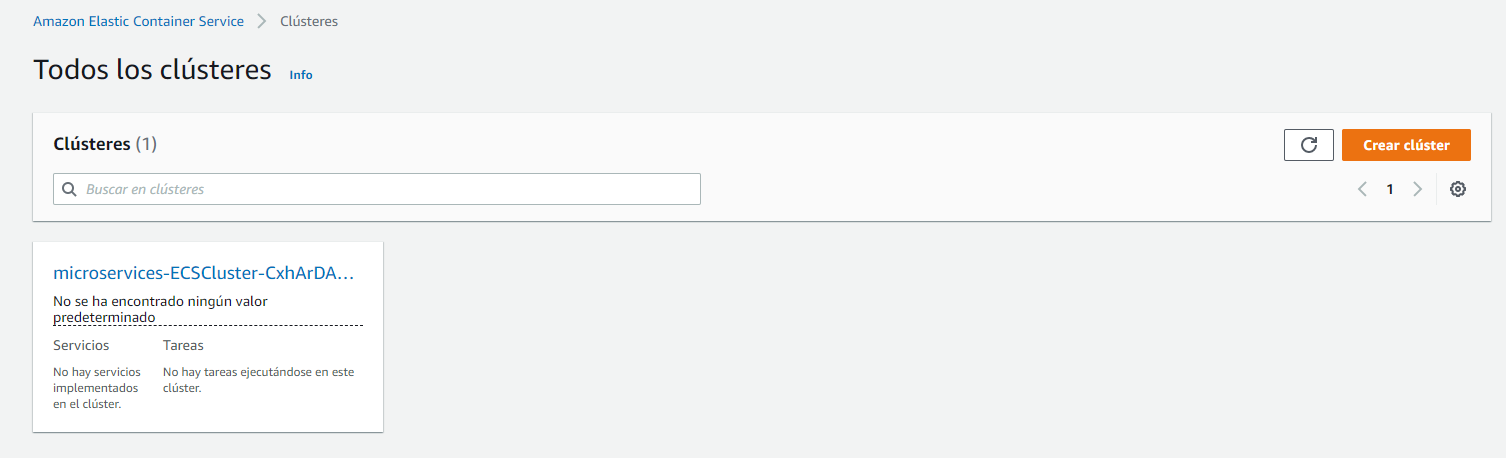 Amazon Elastic Container Service > Clústeres
Todos los clústeres Info
Clústeres (1)
Crear clúster
Buscar en clústeres
1
microservices-ECSCluster-CxhArDA...
No se ha encontrado ningún valor
predeterminado
Servicios Tareas
No hay servicios No hay tareas ejecutándose en este
implementados clúster.
en el clúster.